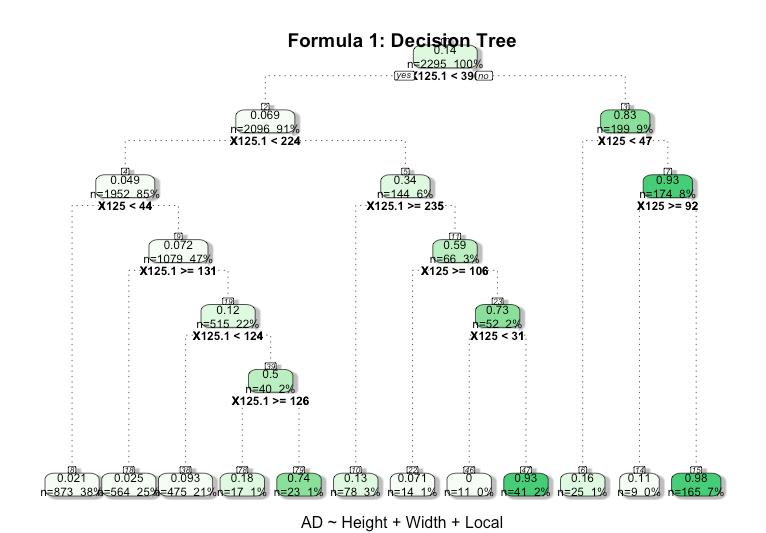 Formula 1: Decision Tree
0.14
n=2295 100%
yes X125.1 < 390 no
2
0.069
n=2096 91%
X125.1 < 224
3
0.83
n=199 9%
X125 < 47
4
0.049
n=1952 85%
X125 < 44
5
0.34
n=144 6%
X125.1 >= 235
7
0.93
n=174 8%
X125 >= 92
9
0.072
n=1079 47%
X125.1 >= 131
11
0.59
n=66 3%
X125 >= 106
19
0.12
n=515 22%
X125.1 < 124
23
0.73
n=52 2%
X125 < 31
39
0.5
n=40 2%
X125.1 >= 126
8 18 38 78 79 10 22 46 47 6 14 15
0.021 0.025 0.093 0.18 0.74 0.13 0.071 0 0.93 0.16 0.11 0.98
n=873 38% n=564 25% n=475 21% n=17 1% n=23 1% n=78 3% n=14 1% n=11 0% n=41 2% n=25 1% n=9 0% n=165 7%
AD ~ Height + Width + Local